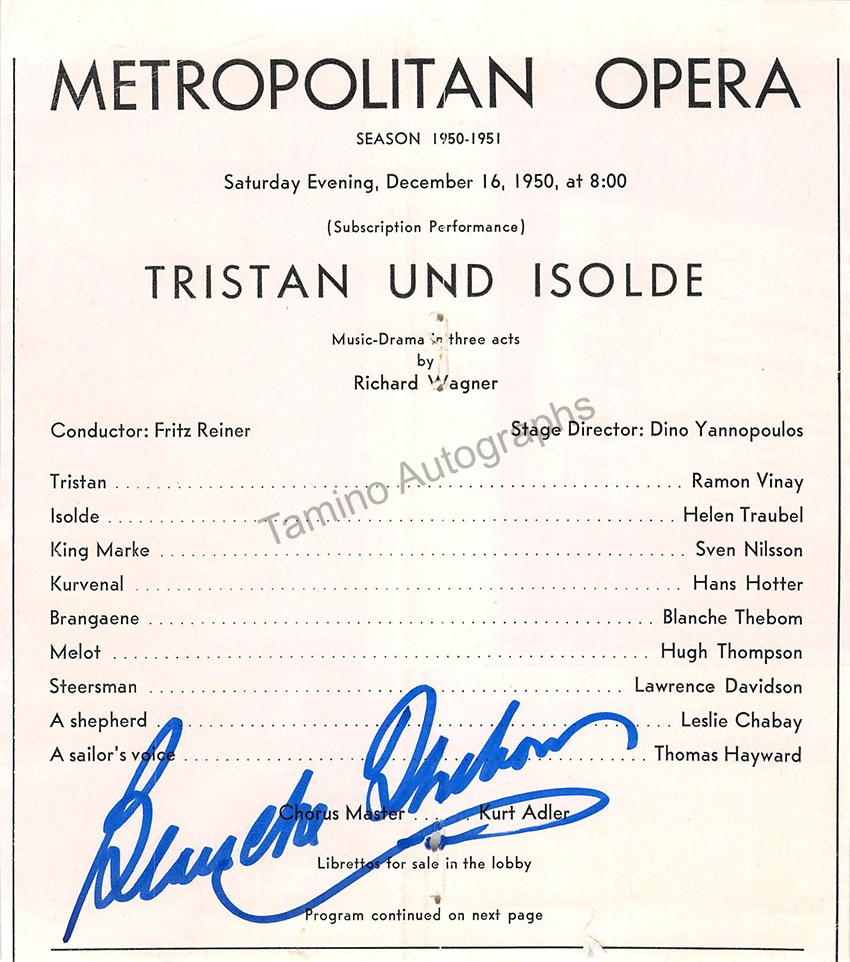 METROPOLITAN OPERA
SEASON 1950-1951
Saturday Evening, December 16, 1950, at 8:00
(Subscription Performance)
TRISTAN UND ISOLDE
Music-Drama in three acts
by
Richard Wagner
Conductor: Fritz Reiner Stage Director: Dino Yannopoulos
Tamino Autographs
Tristan . . . . . Ramon Vinay
Isolde . . . . . Helen Traubel
King Marke . . . . . Sven Nilsson
Kurvenal . . . . . Hans Hotter
Brangaene . . . . . Blanche Thebom
Melot . . . . . Hugh Thompson
Steersman . . . . . Lawrence Davidson
A shepherd . . . . . Leslie Chabay
A sailor's voice . . . . . Thomas Hayward
Blanche Thebom
Chorus Master . . . . . Kurt Adler
Librettos for sale in the lobby
Program continued on next page